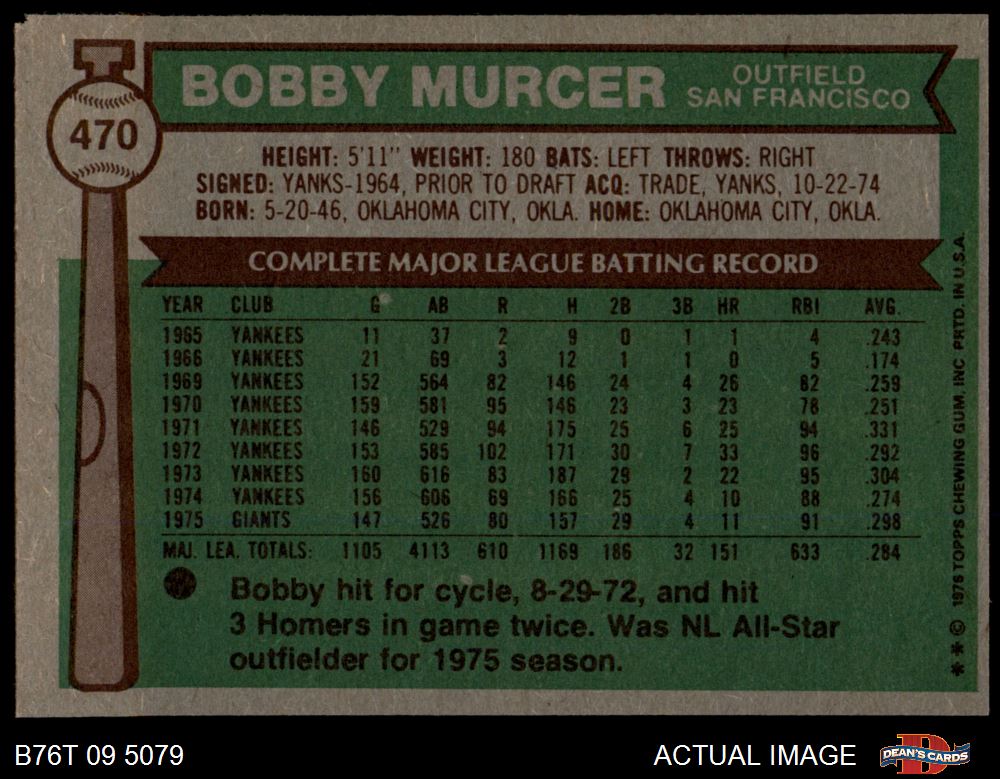 BOBBY MURCER
OUTFIELD
SAN FRANCISCO
470
HEIGHT: 5'11" WEIGHT: 180 BATS: LEFT THROWS: RIGHT
SIGNED: YANKS-1964, PRIOR TO DRAFT ACQ: TRADE, YANKS, 10-22-74
BORN: 5-20-46, OKLAHOMA CITY, OKLA. HOME: OKLAHOMA CITY, OKLA.
COMPLETE MAJOR LEAGUE BATTING RECORD
YEAR CLUB G AB R H 2B 3B HR RBI AVG.
1965 YANKEES 11 37 2 9 0 1 1 4 .243
1966 YANKEES 21 69 3 12 1 1 0 5 .174
1969 YANKEES 152 564 82 146 24 4 26 82 .259
1970 YANKEES 159 581 95 146 23 3 23 78 .251
1971 YANKEES 146 529 94 175 25 6 25 94 .331
1972 YANKEES 153 585 102 171 30 7 33 96 .292
1973 YANKEES 160 616 83 187 29 2 22 95 .304
1974 YANKEES 156 606 69 166 25 4 10 88 .274
1975 GIANTS 147 526 80 157 29 4 11 91 .298
MAJ. LEA. TOTALS: 1105 4113 610 1169 186 32 151 633 .284
Bobby hit for cycle, 8-29-72, and hit
3 Homers in game twice. Was NL All-Star
outfielder for 1975 season.
* * © 1976 TOPPS CHEWING GUM. INC PRTD. IN U.S.A.
B76T 09 5079
ACTUAL IMAGE
DEAN'S CARDS